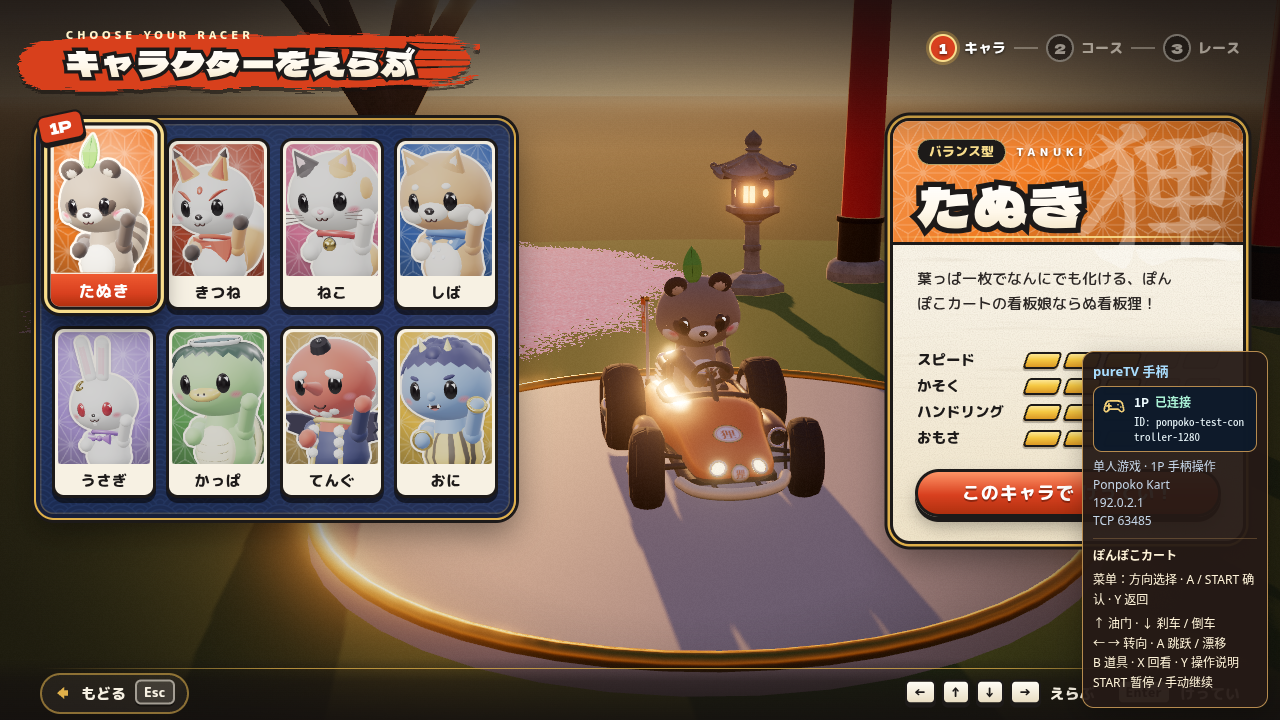 CHOOSE YOUR RACER
キャラクターをえらぶ
1 キャラ 2 コース 3 レース
1P
たぬき
きつね
ねこ
しば
うさぎ
かっぱ
てんぐ
おに
バランス型 TANUKI
狸
たぬき
葉っぱ一枚でなんにでも化ける、ぽん
ぽこカートの看板娘ならぬ看板狸！
スピード
かそく
ハンドリング
おもさ
このキャラで
pureTV 手柄
1P 已连接
ID: ponpoko-test-con
troller-1280
单人游戏 · 1P 手柄操作
Ponpoko Kart
192.0.2.1
TCP 63485
ぽんぽこカート
菜单：方向选择 · A / START 确
认 · Y 返回
↑ 油门 · ↓ 刹车 / 倒车
← → 转向 · A 跳跃 / 漂移
B 道具 · X 回看 · Y 操作说明
START 暂停 / 手动继续
もどる Esc
← ↑ ↓ → えらぶ けってい